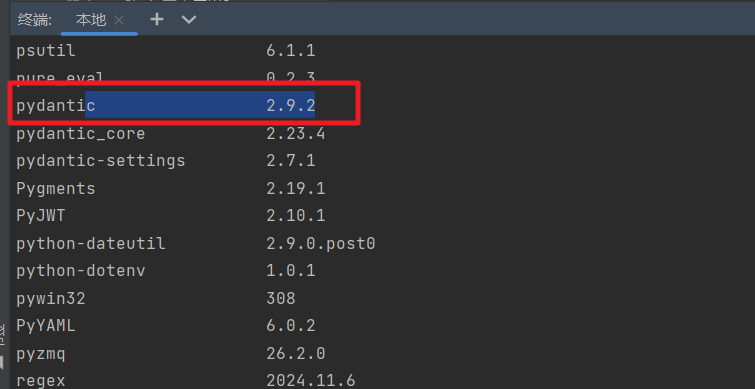 终端: 本地 × + ∨
psutil 6.1.1
pure_eval 0.2.3
pydantic 2.9.2
pydantic_core 2.23.4
pydantic-settings 2.7.1
Pygments 2.19.1
PyJWT 2.10.1
python-dateutil 2.9.0.post0
python-dotenv 1.0.1
pywin32 308
PyYAML 6.0.2
pyzmq 26.2.0
regex 2024.11.6